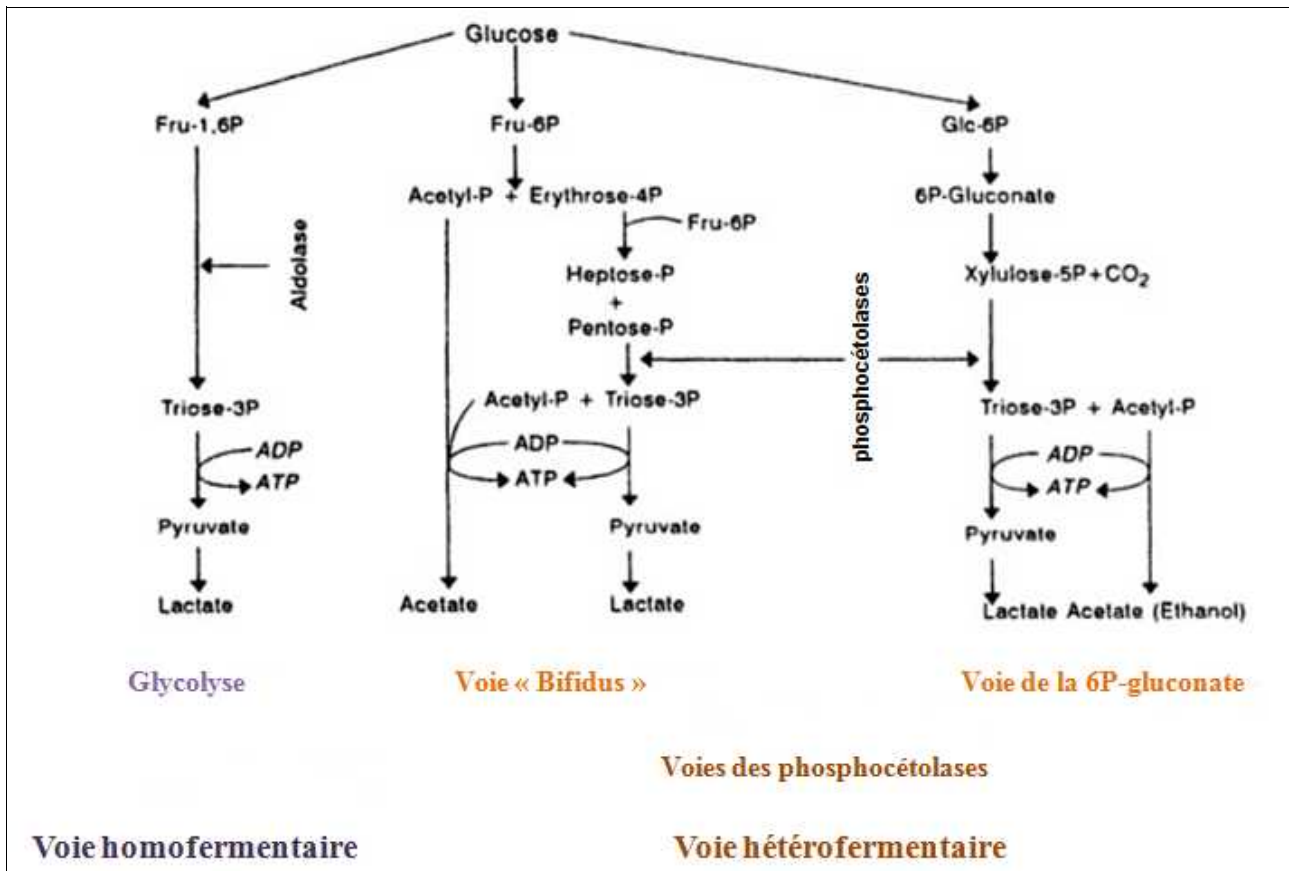 Glucose
Fru-1,6P
Fru-6P
Glc-6P
Acetyl-P + Erythrose-4P
6P-Gluconate
Fru-6P
Aldolase
Heptose-P
+
Pentose-P
Xylulose-5P+CO₂
phosphocétolases
Triose-3P
Acetyl-P + Triose-3P
Triose-3P + Acetyl-P
ADP
ATP
ADP
ATP
ADP
ATP
Pyruvate
Pyruvate
Pyruvate
Lactate
Acetate
Lactate
Lactate Acetate (Ethanol)
Glycolyse
Voie « Bifidus »
Voie de la 6P-gluconate
Voies des phosphocétolases
Voie homofermentaire
Voie hétérofermentaire